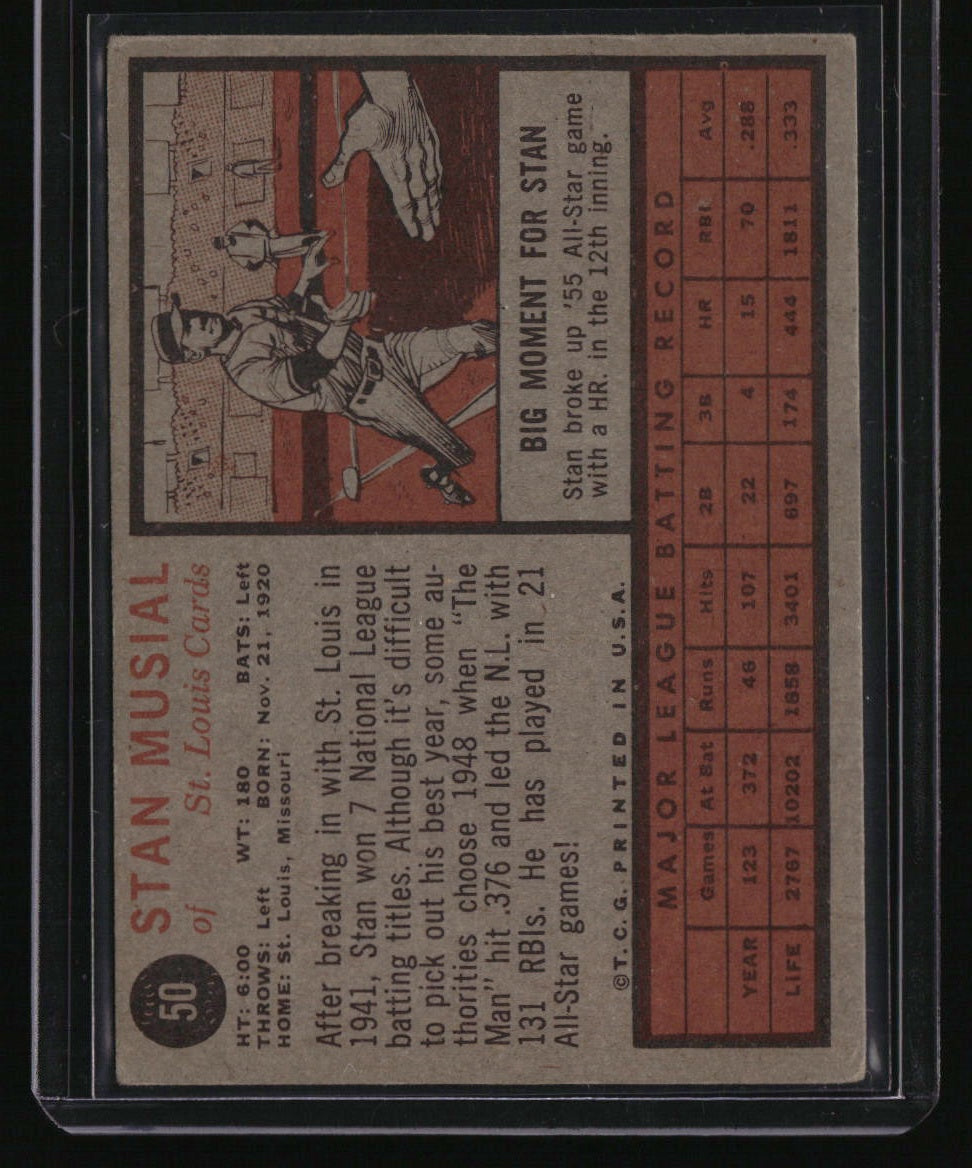 50
STAN MUSIAL
of St. Louis Cards
HT: 6:00 WT: 180 BATS: Left
THROWS: Left BORN: Nov. 21, 1920
HOME: St. Louis, Missouri
After breaking in with St. Louis in
1941, Stan won 7 National League
batting titles. Although it's difficult
to pick out his best year, some au-
thorities choose 1948 when "The
Man" hit .376 and led the N.L. with
131 RBIs. He has played in 21
All-Star games!
©T. C. G. PRINTED IN U.S.A.
BIG MOMENT FOR STAN
Stan broke up '55 All-Star game
with a HR. in the 12th inning.
MAJOR LEAGUE BATTING RECORD
Games At Bat Runs Hits 2B 3B HR RBI Avg
YEAR 123 372 46 107 22 4 15 70 .288
LIFE 2767 10202 1858 3401 697 174 444 1811 .333